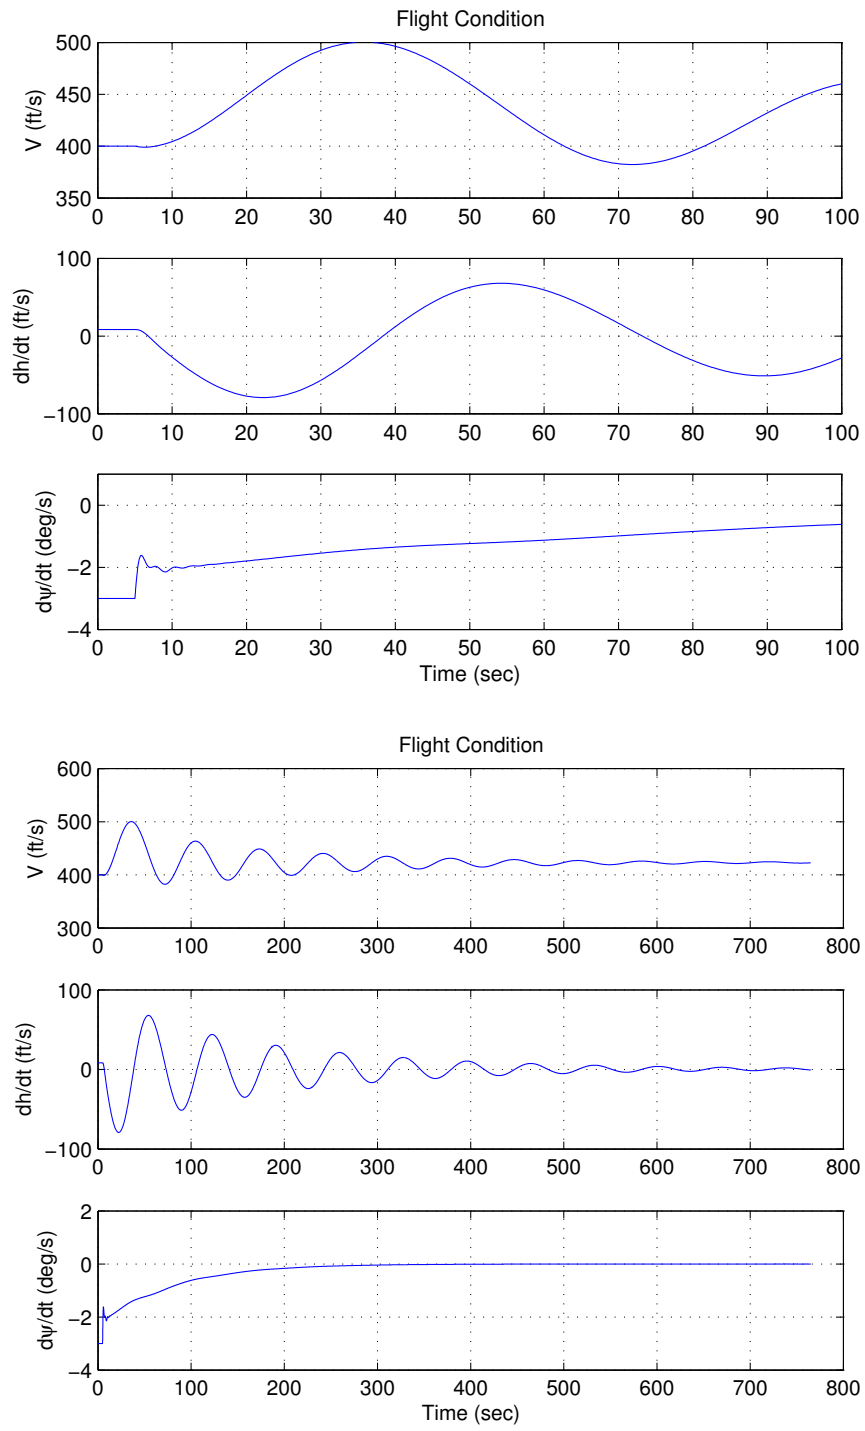 Flight Condition
500
450
400
350
V (ft/s)
0 10 20 30 40 50 60 70 80 90 100
100
0
−100
dh/dt (ft/s)
0 10 20 30 40 50 60 70 80 90 100
0
−2
−4
dψ/dt (deg/s)
0 10 20 30 40 50 60 70 80 90 100
Time (sec)
Flight Condition
600
500
400
300
V (ft/s)
0 100 200 300 400 500 600 700 800
100
0
−100
dh/dt (ft/s)
0 100 200 300 400 500 600 700 800
2
0
−2
−4
dψ/dt (deg/s)
0 100 200 300 400 500 600 700 800
Time (sec)